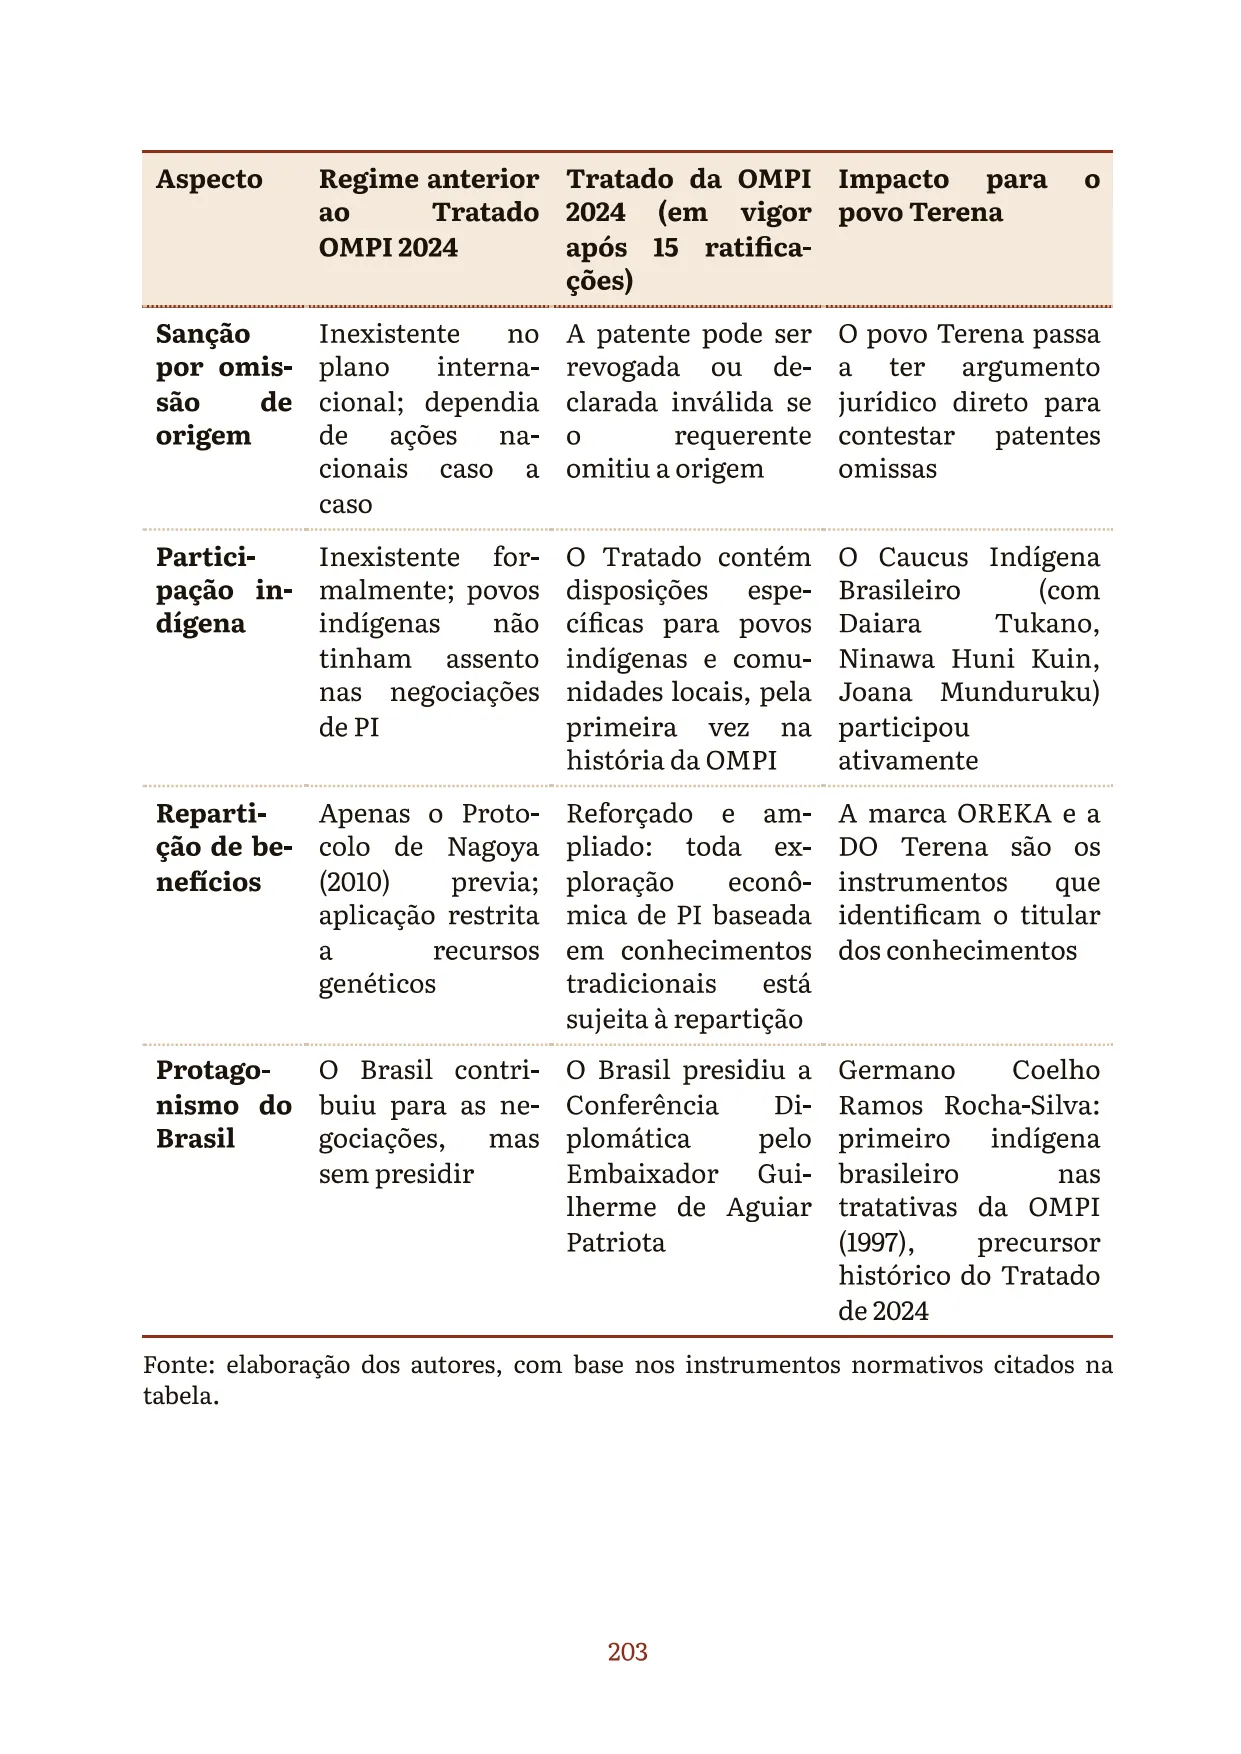 Aspecto
Regime anterior
ao Tratado
OMPI 2024
Tratado da OMPI
2024 (em vigor
após 15 ratifica-
ções)
Impacto para o
povo Terena
Sanção
por omis-
são de
origem
Inexistente no
plano interna-
cional; dependia
de ações na-
cionais caso a
caso
A patente pode ser
revogada ou de-
clarada inválida se
o requerente
omitiu a origem
O povo Terena passa
a ter argumento
jurídico direto para
contestar patentes
omissas
Partici-
pação in-
dígena
Inexistente for-
malmente; povos
indígenas não
tinham assento
nas negociações
de PI
O Tratado contém
disposições espe-
cíficas para povos
indígenas e comu-
nidades locais, pela
primeira vez na
história da OMPI
O Caucus Indígena
Brasileiro (com
Daiara Tukano,
Ninawa Huni Kuin,
Joana Munduruku)
participou
ativamente
Reparti-
ção de be-
nefícios
Apenas o Proto-
colo de Nagoya
(2010) previa;
aplicação restrita
a recursos
genéticos
Reforçado e am-
pliado: toda ex-
ploração econô-
mica de PI baseada
em conhecimentos
tradicionais está
sujeita à repartição
A marca OREKA e a
DO Terena são os
instrumentos que
identificam o titular
dos conhecimentos
Protago-
nismo do
Brasil
O Brasil contri-
buiu para as ne-
gociações, mas
sem presidir
O Brasil presidiu a
Conferência Di-
plomática pelo
Embaixador Gui-
lherme de Aguiar
Patriota
Germano Coelho
Ramos Rocha-Silva:
primeiro indígena
brasileiro nas
tratativas da OMPI
(1997), precursor
histórico do Tratado
de 2024
Fonte: elaboração dos autores, com base nos instrumentos normativos citados na
tabela.
203